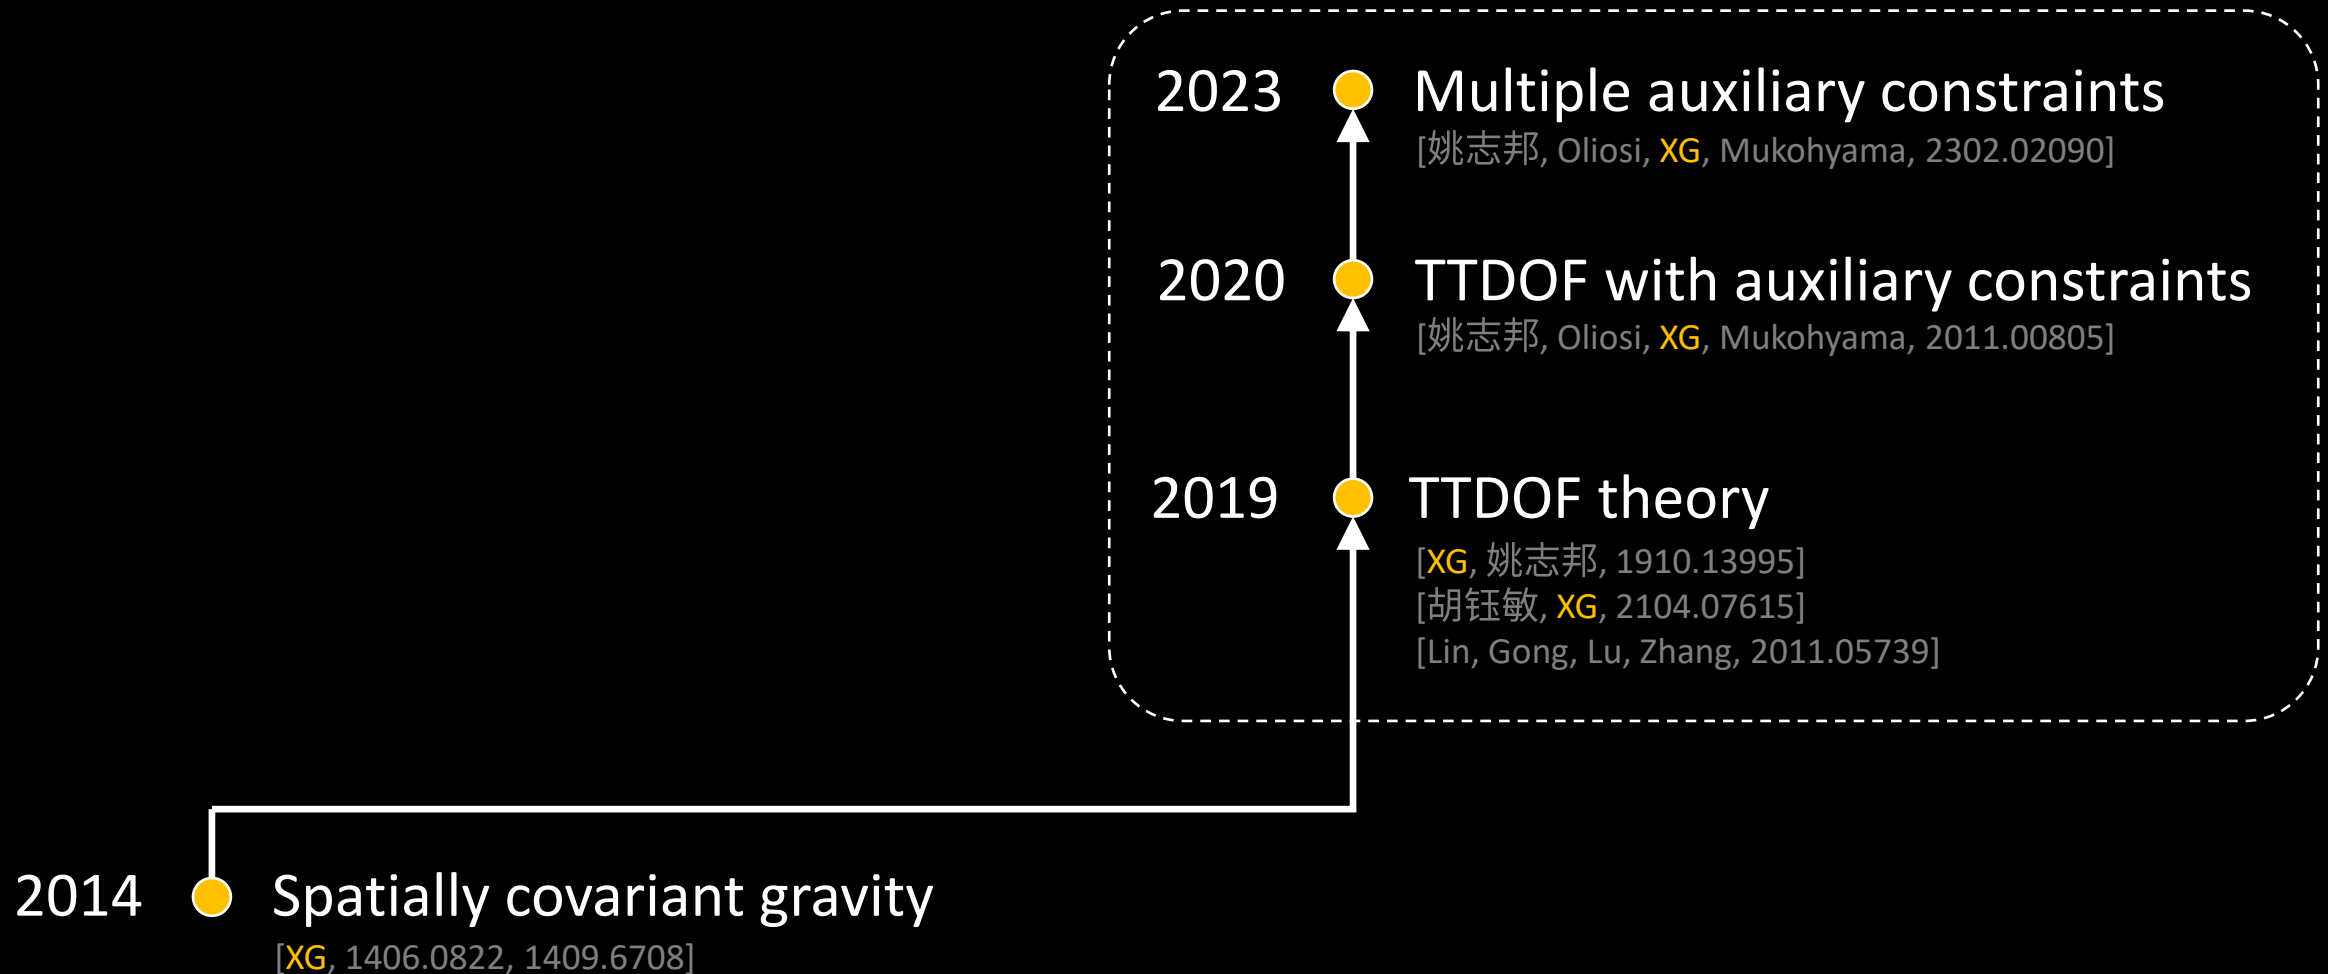 2023 Multiple auxiliary constraints
[姚志邦, Oliosi, XG, Mukohyama, 2302.02090]
2020 TTDOF with auxiliary constraints
[姚志邦, Oliosi, XG, Mukohyama, 2011.00805]
2019 TTDOF theory
[XG, 姚志邦, 1910.13995]
[胡钰敏, XG, 2104.07615]
[Lin, Gong, Lu, Zhang, 2011.05739]
2014 Spatially covariant gravity
[XG, 1406.0822, 1409.6708]